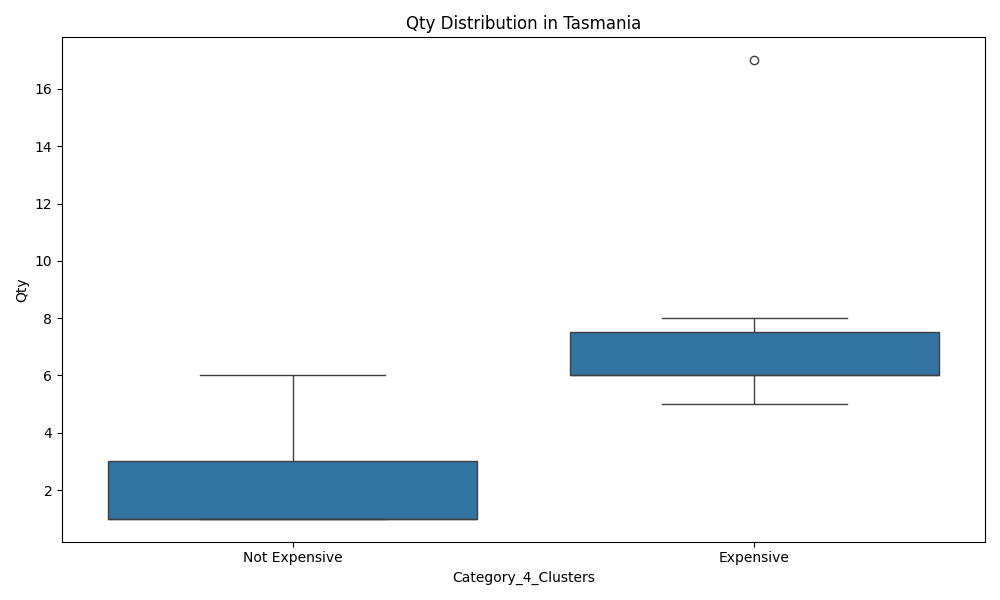 Qty Distribution in Tasmania
16
14
12
10
8
6
4
2
Qty
Not Expensive
Expensive
Category_4_Clusters